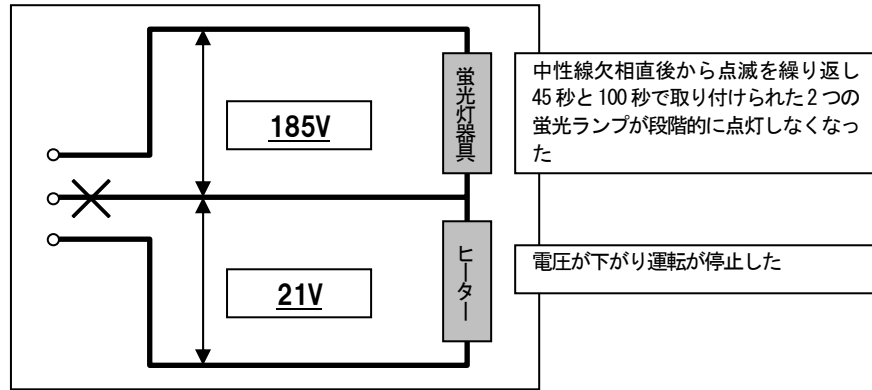 185V
21V
蛍光灯器具
ヒーター
中性線欠相直後から点滅を繰り返し
45秒と100秒で取り付けられた2つの
蛍光ランプが段階的に点灯しなくなっ
た
電圧が下がり運転が停止した